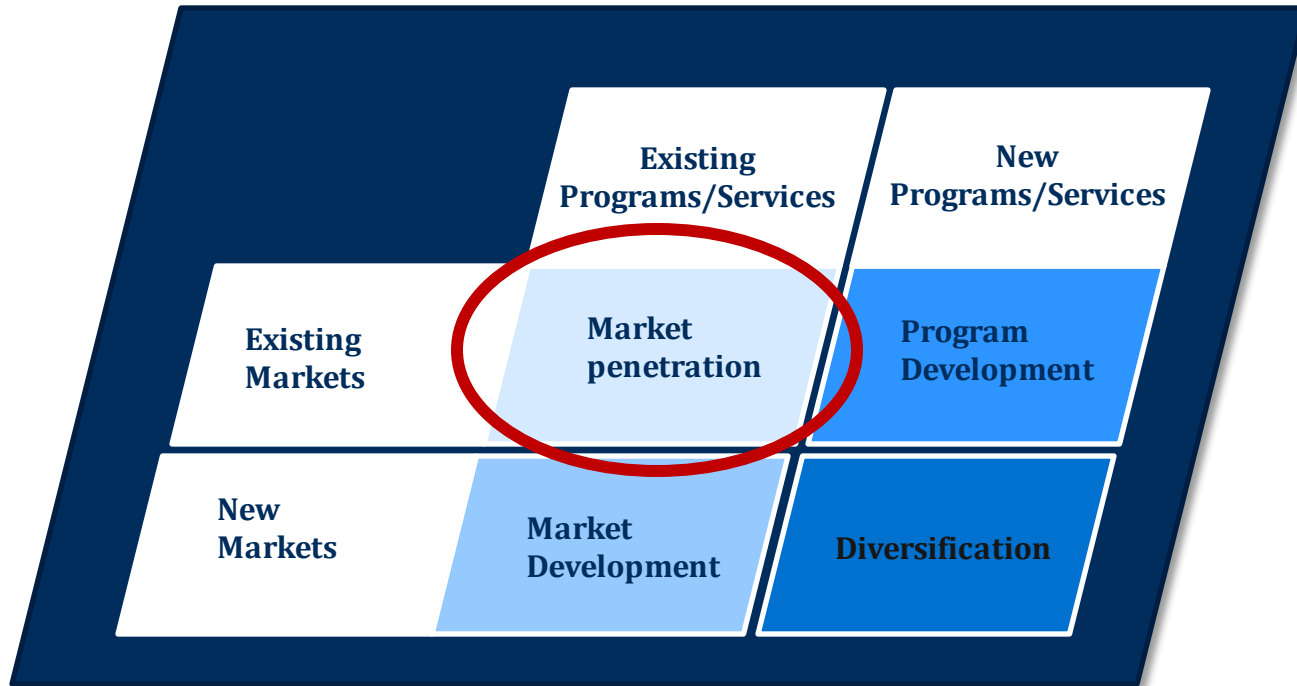 Existing
Programs/Services
New
Programs/Services
Existing
Markets
Market
penetration
Program
Development
New
Markets
Market
Development
Diversification